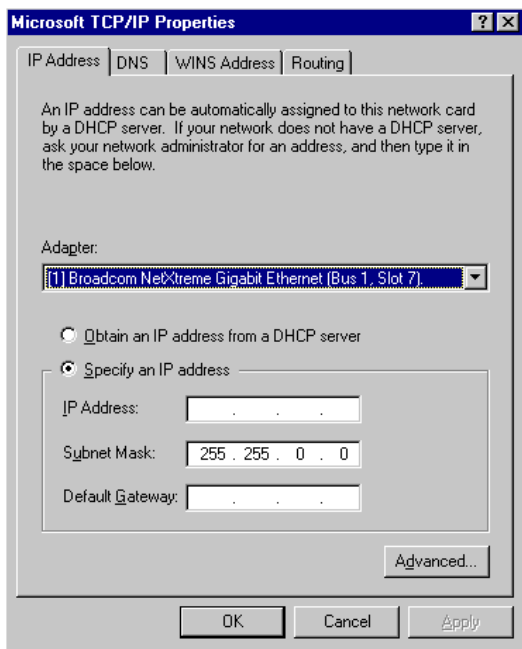 Microsoft TCP/IP Properties
? X
IP Address DNS WINS Address Routing
An IP address can be automatically assigned to this network card
by a DHCP server. If your network does not have a DHCP server,
ask your network administrator for an address, and then type it in
the space below.
Adapter:
[1] Broadcom NetXtreme Gigabit Ethernet (Bus 1, Slot 7).
Obtain an IP address from a DHCP server
Specify an IP address
IP Address: . . .
Subnet Mask: 255 . 255 . 0 . 0
Default Gateway: . . .
Advanced...
OK Cancel Apply